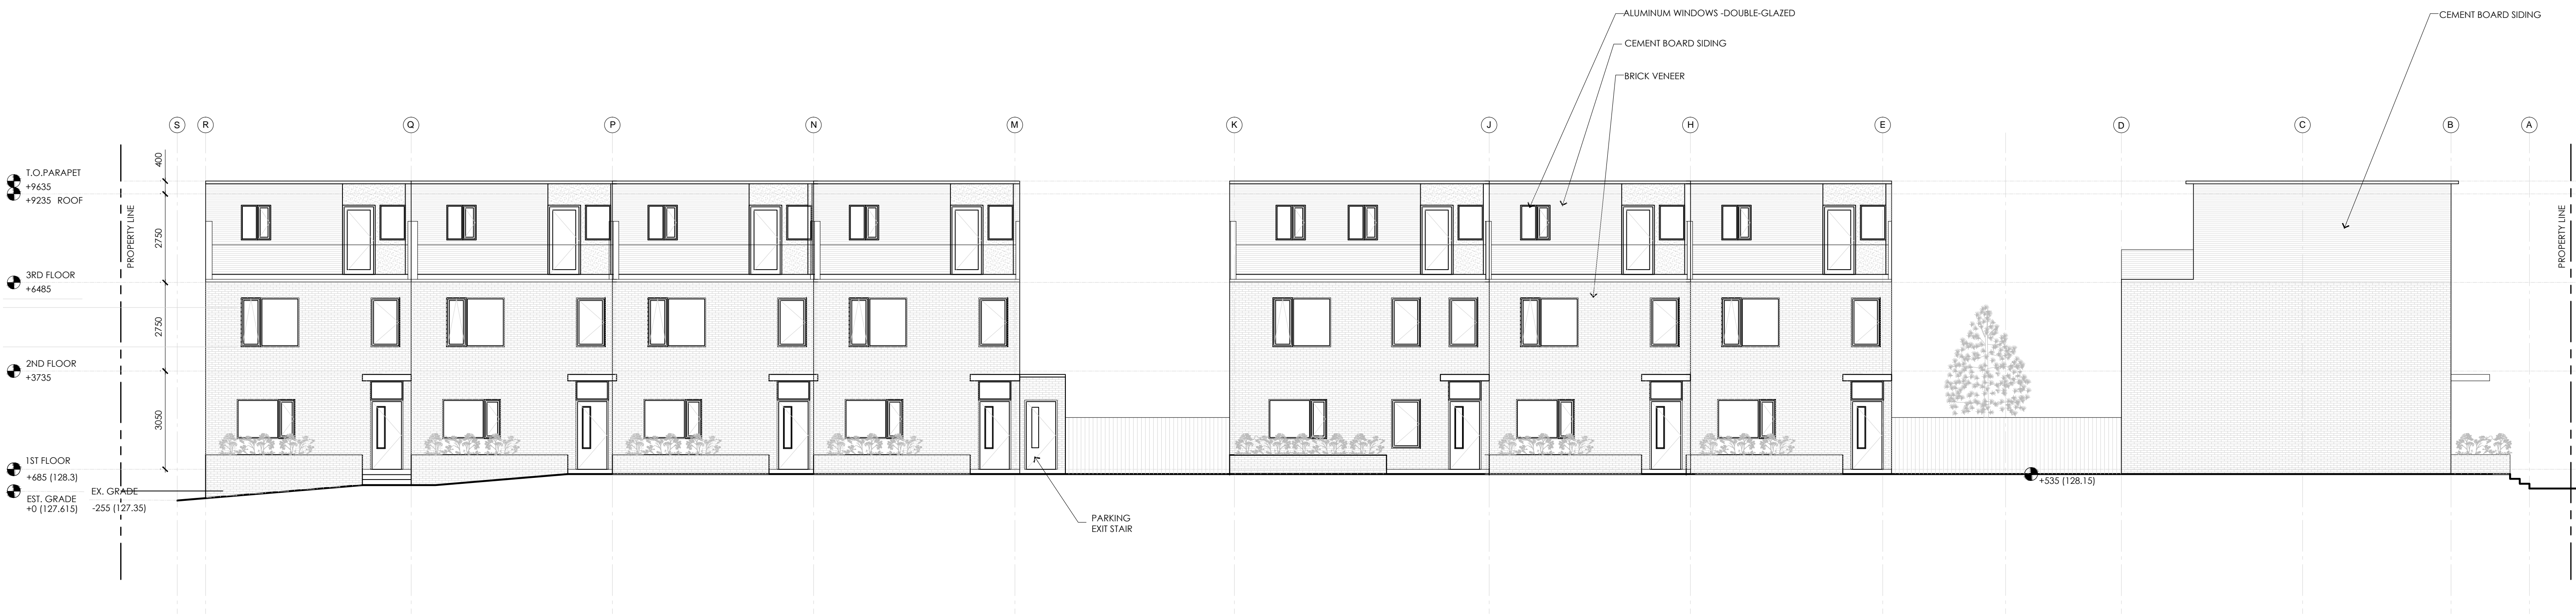 ALUMINUM WINDOWS -DOUBLE-GLAZED
CEMENT BOARD SIDING
CEMENT BOARD SIDING
BRICK VENEER
S
R
Q
P
N
M
K
J
H
E
D
C
B
A
T.O.PARAPET
+9635
+9235 ROOF
3RD FLOOR
+6485
2ND FLOOR
+3735
1ST FLOOR
+685 (128.3)
EST. GRADE
+0 (127.615)
EX. GRADE
-255 (127.35)
PROPERTY LINE
400
2750
2750
3050
PARKING
EXIT STAIR
+535 (128.15)
PROPERTY LINE